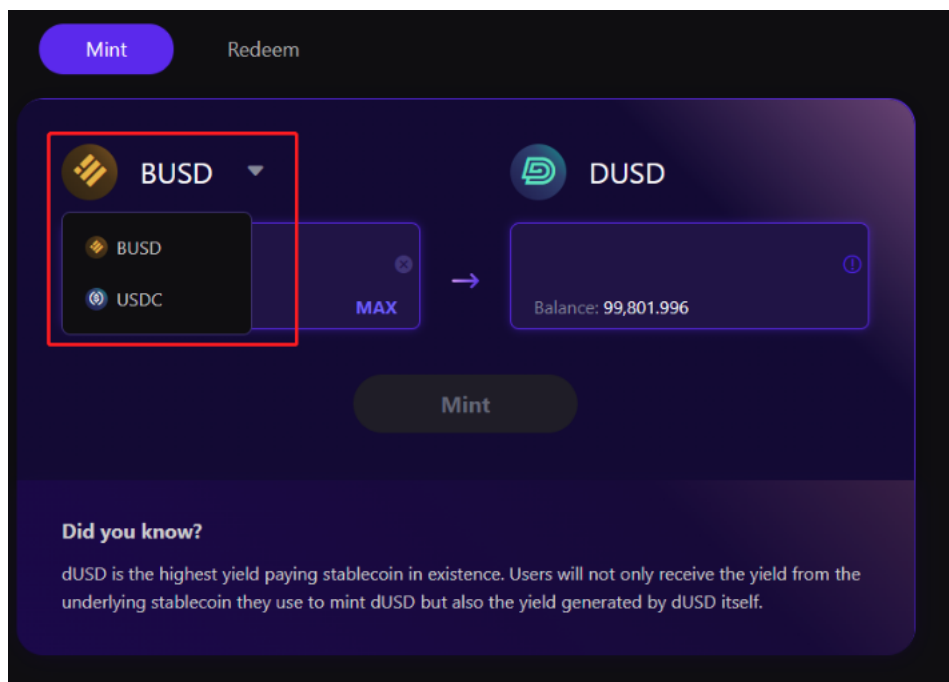 Mint Redeem
BUSD DUSD
BUSD
USDC
MAX
Balance: 99,801.996
Mint
Did you know?
dUSD is the highest yield paying stablecoin in existence. Users will not only receive the yield from the
underlying stablecoin they use to mint dUSD but also the yield generated by dUSD itself.